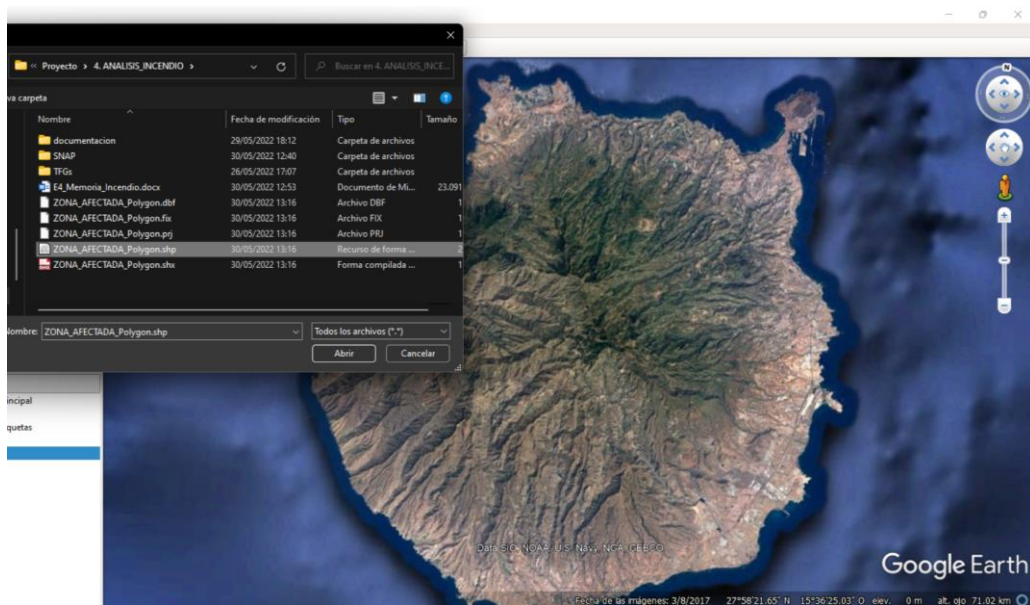 Proyecto > 4. ANALISIS_INCENDIO >
Buscar en 4. ANALISIS_INCE...
va carpeta
Nombre Fecha de modificación Tipo Tamaño
documentacion 29/05/2022 18:12 Carpeta de archivos
SNAP 30/05/2022 12:40 Carpeta de archivos
TFGs 26/05/2022 17:07 Carpeta de archivos
E4_Memoria_Incendio.docx 30/05/2022 12:53 Documento de Mi... 23.091
ZONA_AFECTADA_Polygon.dbf 30/05/2022 13:16 Archivo DBF 1
ZONA_AFECTADA_Polygon.fix 30/05/2022 13:16 Archivo FIX 1
ZONA_AFECTADA_Polygon.prj 30/05/2022 13:16 Archivo PRJ 1
ZONA_AFECTADA_Polygon.shp 30/05/2022 13:16 Recurso de forma ... 2
ZONA_AFECTADA_Polygon.shx 30/05/2022 13:16 Forma compilada ... 1
Nombre: ZONA_AFECTADA_Polygon.shp Todos los archivos (*.*)
Abrir Cancelar
incipal
quetas
N
Data SIO, NOAA, U.S. Navy, NGA, GEBCO
Google Earth
Fecha de las imágenes: 3/8/2017 27°58'21.65" N 15°36'25.03" O elev. 0 m alt. ojo 71.02 km